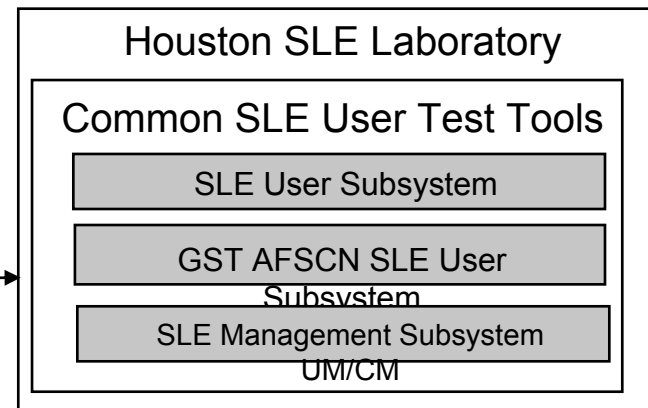 Houston SLE Laboratory
Common SLE User Test Tools
SLE User Subsystem
GST AFSCN SLE User
Subsystem
SLE Management Subsystem
UM/CM